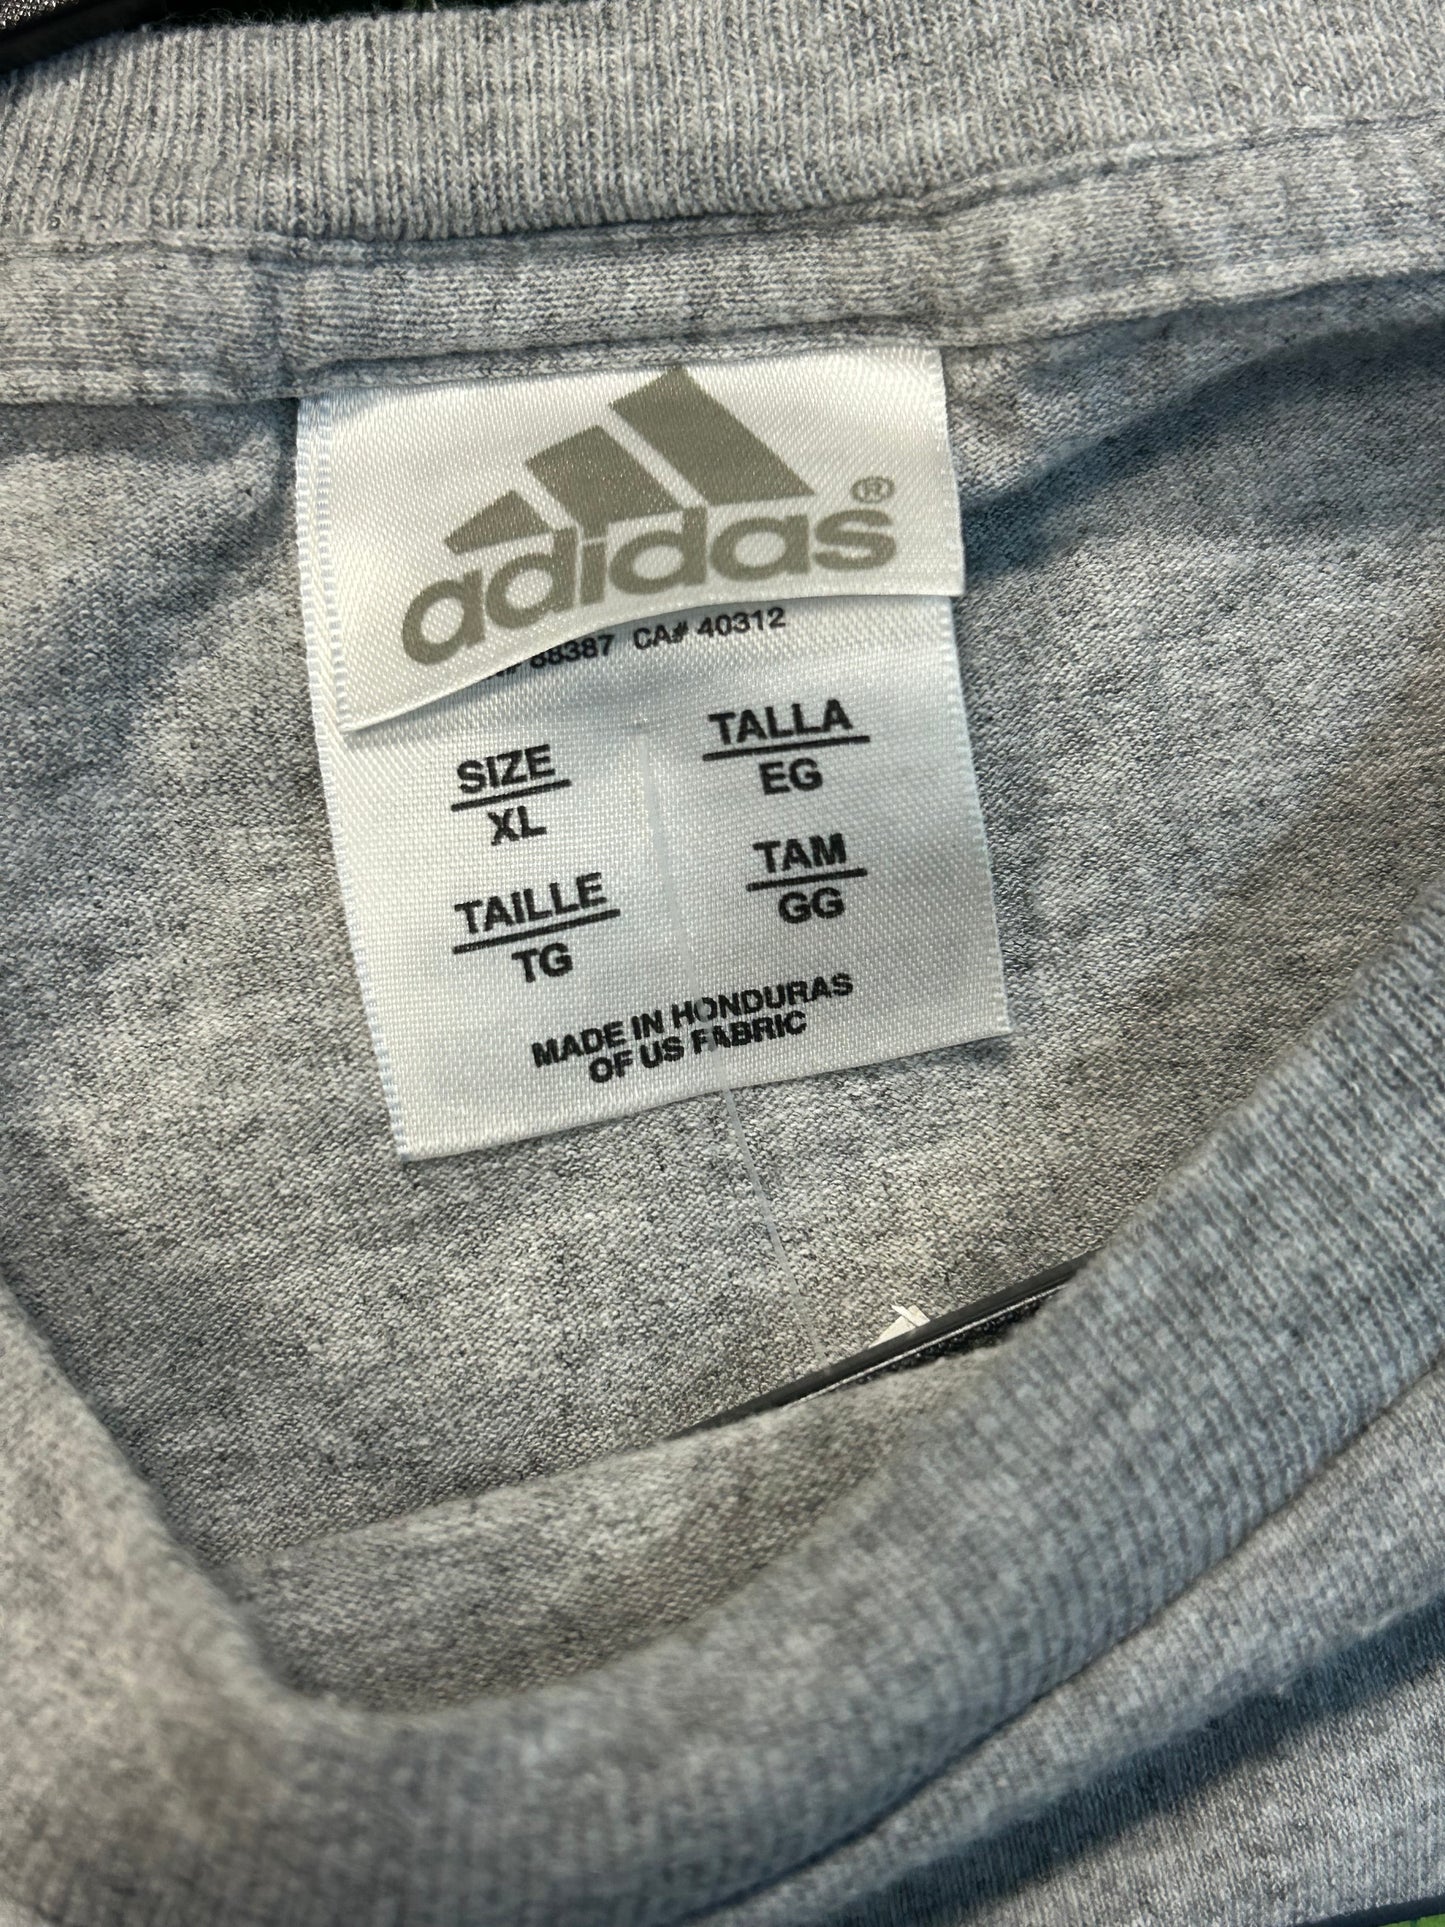 adidas®
88387 CA# 40312
SIZE
XL
TALLA
EG
TAILLE
TG
TAM
GG
MADE IN HONDURAS
OF US FABRIC